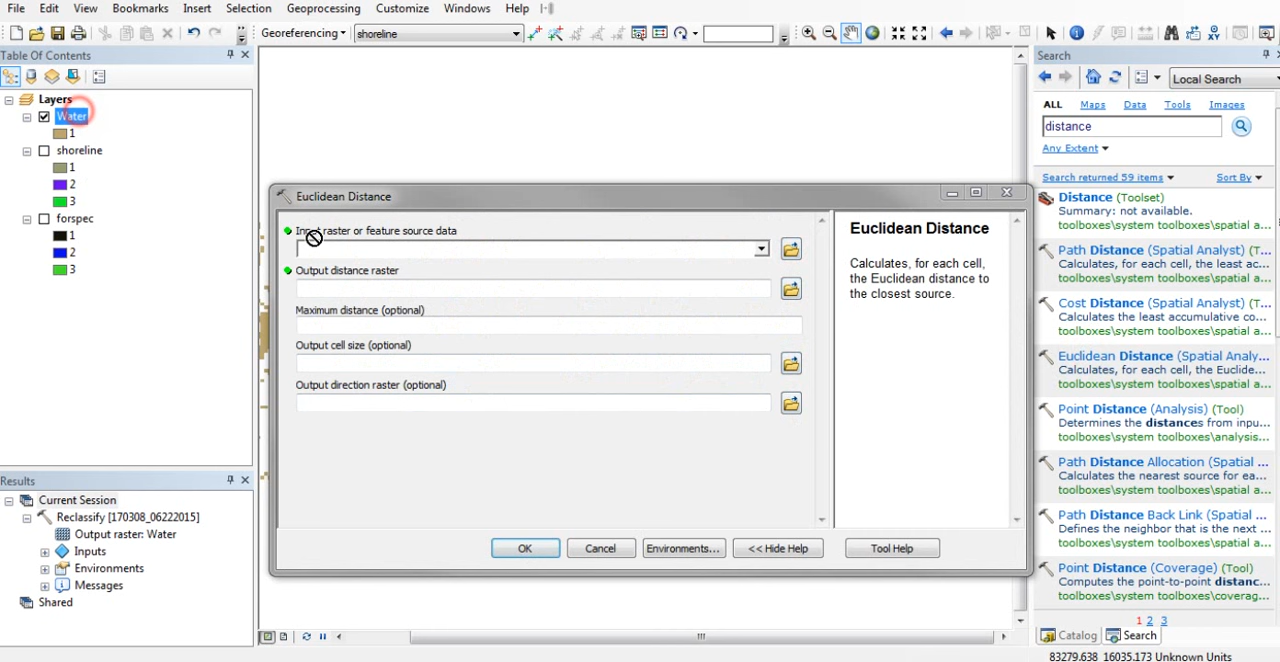 File Edit View Bookmarks Insert Selection Geoprocessing Customize Windows Help
Georeferencing shoreline
Table Of Contents
Layers
Water
1
shoreline
1
2
3
forspec
1
2
3
Results
Current Session
Reclassify [170308_06222015]
Output raster: Water
Inputs
Environments
Messages
Shared
Euclidean Distance
Input raster or feature source data
Output distance raster
Maximum distance (optional)
Output cell size (optional)
Output direction raster (optional)
OK Cancel Environments... << Hide Help Tool Help
Euclidean Distance
Calculates, for each cell,
the Euclidean distance to
the closest source.
Search
Local Search
ALL Maps Data Tools Images
distance
Any Extent
Search returned 59 items Sort By
Distance (Toolset)
Summary: not available.
toolboxes\system toolboxes\spatial a...
Path Distance (Spatial Analyst) (T...
Calculates, for each cell, the least ac...
toolboxes\system toolboxes\spatial a...
Cost Distance (Spatial Analyst) (T...
Calculates the least accumulative co...
toolboxes\system toolboxes\spatial a...
Euclidean Distance (Spatial Analy...
Calculates, for each cell, the Euclide...
toolboxes\system toolboxes\spatial a...
Point Distance (Analysis) (Tool)
Determines the distances from inpu...
toolboxes\system toolboxes\analysis...
Path Distance Allocation (Spatial ...
Calculates the nearest source for ea...
toolboxes\system toolboxes\spatial a...
Path Distance Back Link (Spatial ...
Defines the neighbor that is the next ...
toolboxes\system toolboxes\spatial a...
Point Distance (Coverage) (Tool)
Computes the point-to-point distanc...
toolboxes\system toolboxes\coverag...
1 2 3
Catalog Search
83279.638 16035.173 Unknown Units